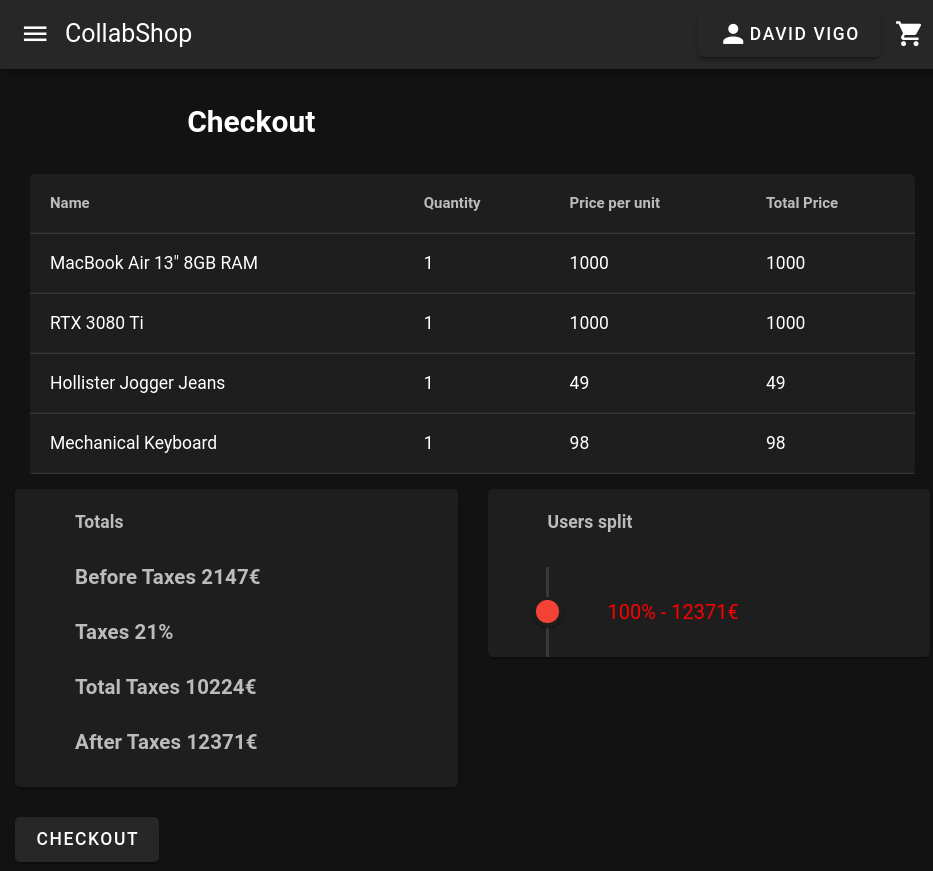 CollabShop DAVID VIGO
Checkout
Name Quantity Price per unit Total Price
MacBook Air 13" 8GB RAM 1 1000 1000
RTX 3080 Ti 1 1000 1000
Hollister Jogger Jeans 1 49 49
Mechanical Keyboard 1 98 98
Totals
Before Taxes 2147€
Taxes 21%
Total Taxes 10224€
After Taxes 12371€
Users split
100% - 12371€
CHECKOUT